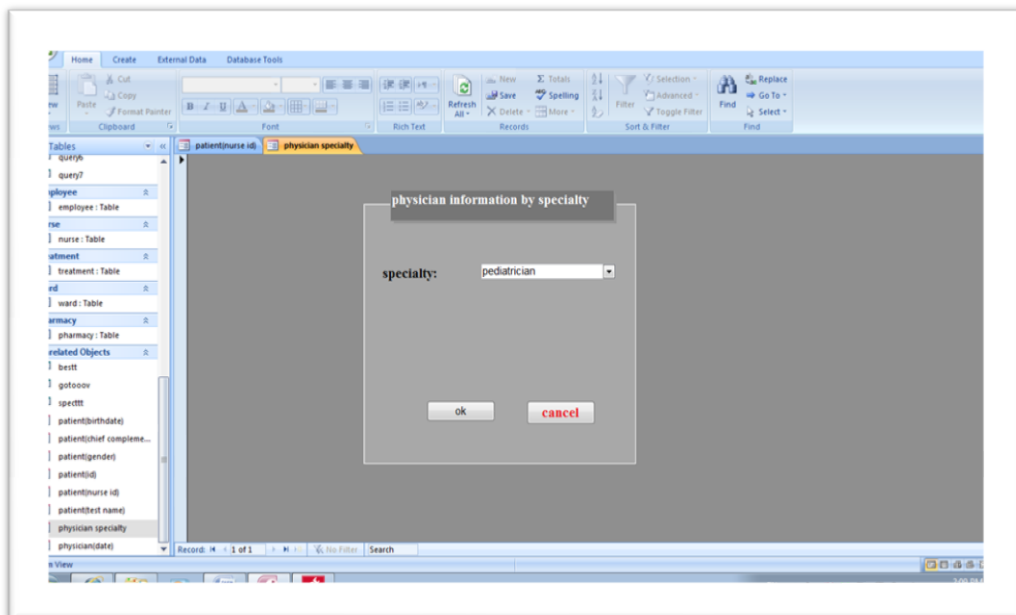 Home Create External Data Database Tools
Cut
Copy
Format Painter
Paste
Clipboard
B I U
Font
Rich Text
Refresh All
New
Save
Delete
Σ Totals
Spelling
More
Records
Filter
Selection
Advanced
Toggle Filter
Sort & Filter
Find
Replace
Go To
Select
Find
Tables
query6
query7
employee : Table
nurse : Table
treatment : Table
ward : Table
pharmacy : Table
related Objects
bestt
gotooov
specttt
patient(birthdate)
patient(chief compleme...
patient(gender)
patient(id)
patient(nurse id)
patient(test name)
physician specialty
physician(date)
patient(nurse id) physician specialty
physician information by specialty
specialty: pediatrician
ok cancel
Record: 1 of 1 No Filter Search
View